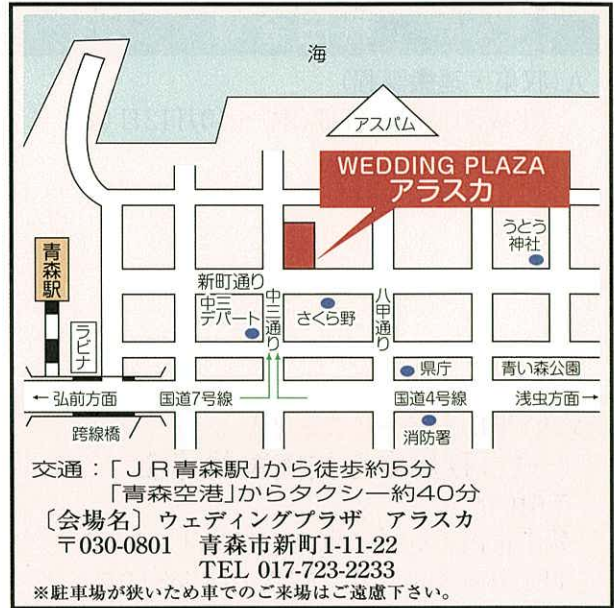 海
アスパム
WEDDING PLAZA
アラスカ
うとう
神社
青森駅
新町通り
中三
デパート
中三通り
さくら野
八甲通り
ラビナ
県庁
青い森公園
← 弘前方面
国道7号線
国道4号線
浅虫方面 →
跨線橋
消防署
交通：「ＪＲ青森駅」から徒歩約5分
「青森空港」からタクシー約40分
〔会場名〕ウェディングプラザ　アラスカ
〒030-0801　青森市新町1-11-22
TEL 017-723-2233
※駐車場が狭いため車でのご来場はご遠慮下さい。